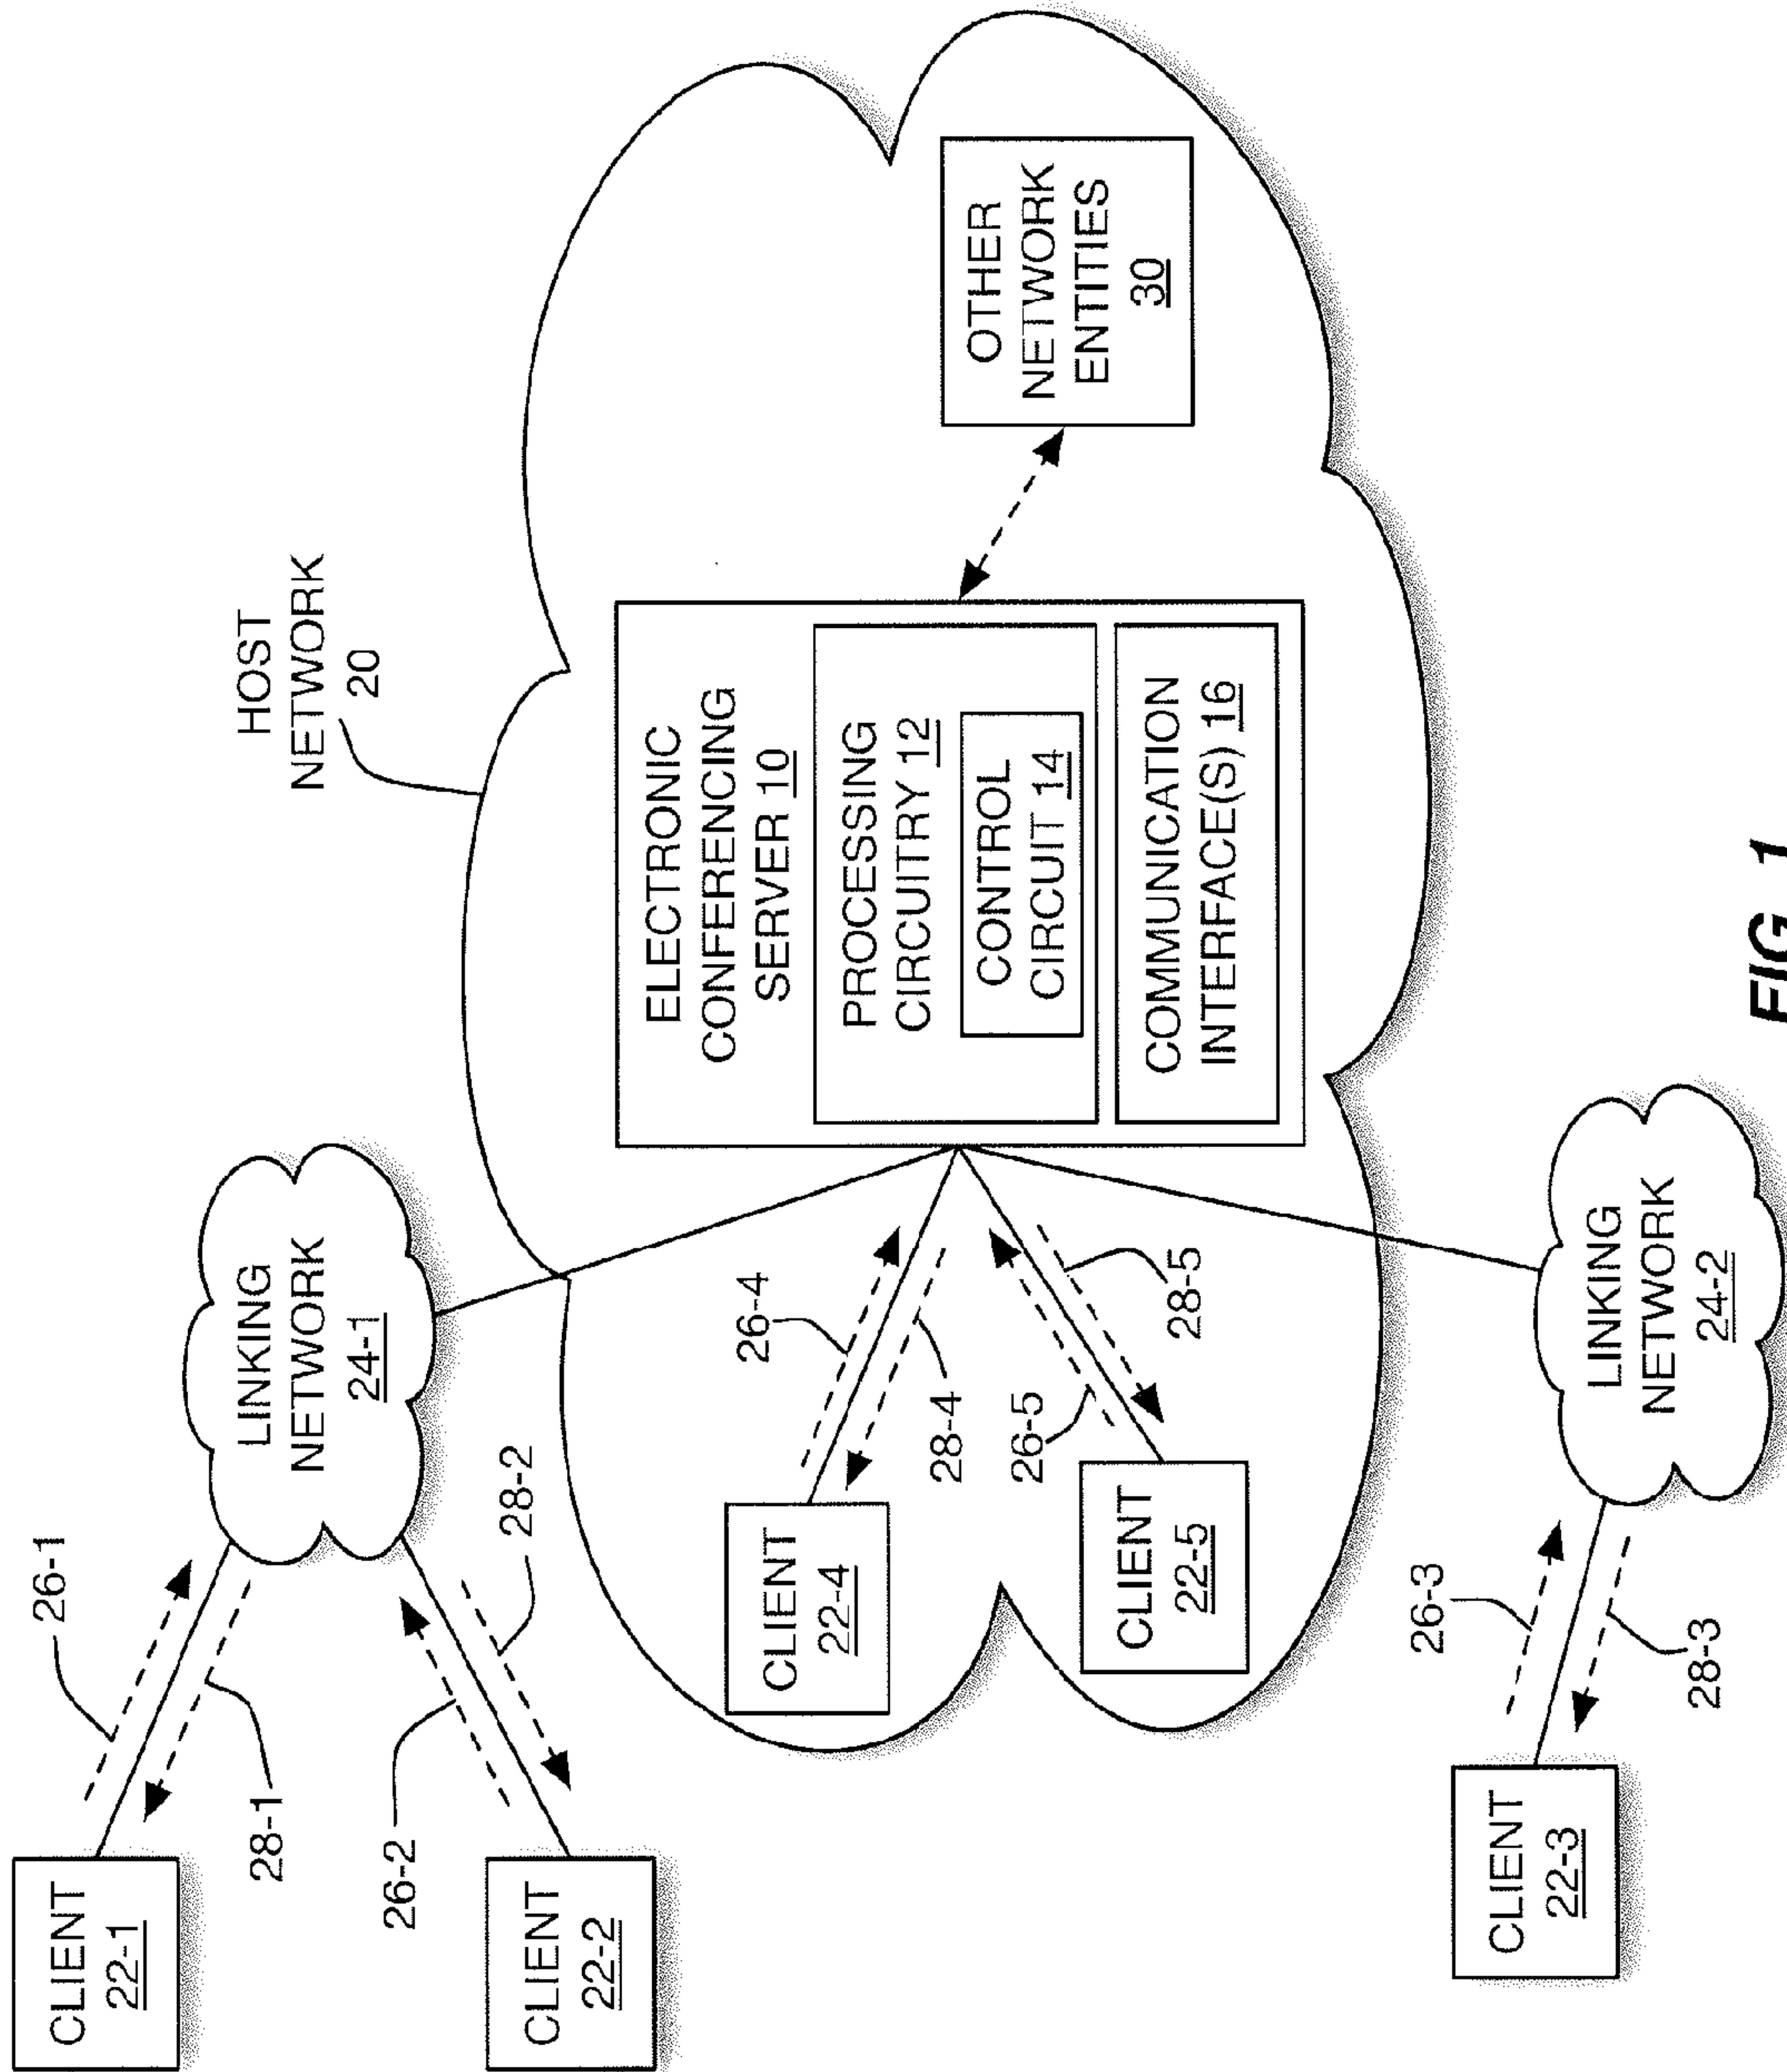 CLIENT
22-1
26-1
28-1
LINKING
NETWORK
24-1
26-2
28-2
CLIENT
22-2
HOST
NETWORK
20
ELECTRONIC
CONFERENCING
SERVER 10
PROCESSING
CIRCUITRY 12
CONTROL
CIRCUIT 14
COMMUNICATION
INTERFACE(S) 16
OTHER
NETWORK
ENTITIES
30
CLIENT
22-4
26-4
28-4
26-5
28-5
CLIENT
22-5
CLIENT
22-3
26-3
28-3
LINKING
NETWORK
24-2
FIG. 1